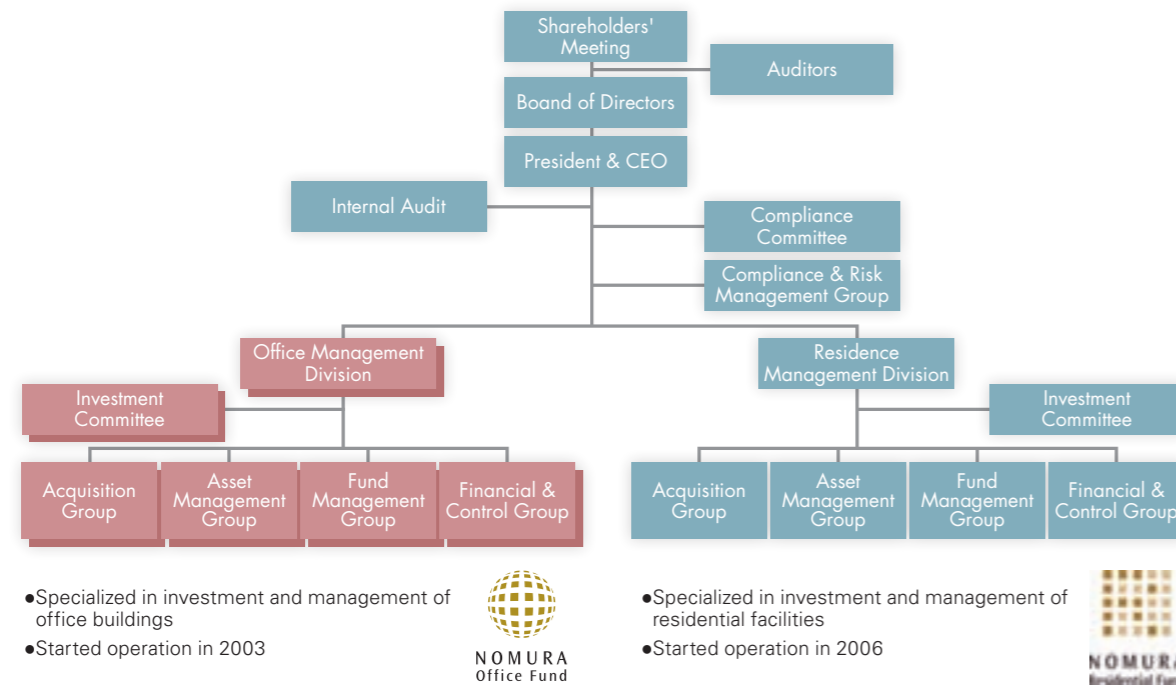 Shareholders'
Meeting
Auditors
Boand of Directors
President & CEO
Internal Audit
Compliance
Committee
Compliance & Risk
Management Group
Office Management
Division
Residence
Management Division
Investment
Committee
Investment
Committee
Acquisition
Group
Asset
Management
Group
Fund
Management
Group
Financial &
Control Group
Acquisition
Group
Asset
Management
Group
Fund
Management
Group
Financial &
Control Group
●Specialized in investment and management of
office buildings
●Started operation in 2003
NOMURA
Office Fund
●Specialized in investment and management of
residential facilities
●Started operation in 2006
NOMURA
Residential Fund